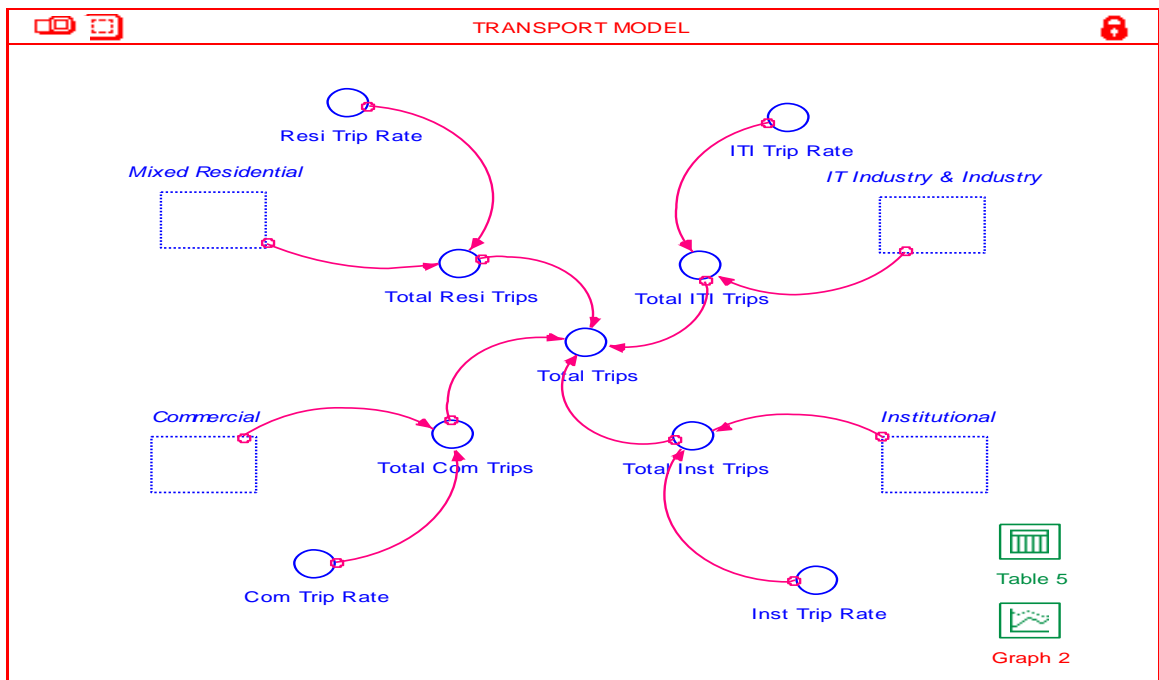 TRANSPORT MODEL
Resi Trip Rate
ITI Trip Rate
Mixed Residential
IT Industry & Industry
Total Resi Trips
Total ITI Trips
Total Trips
Commercial
Institutional
Total Com Trips
Total Inst Trips
Table 5
Com Trip Rate
Inst Trip Rate
Graph 2